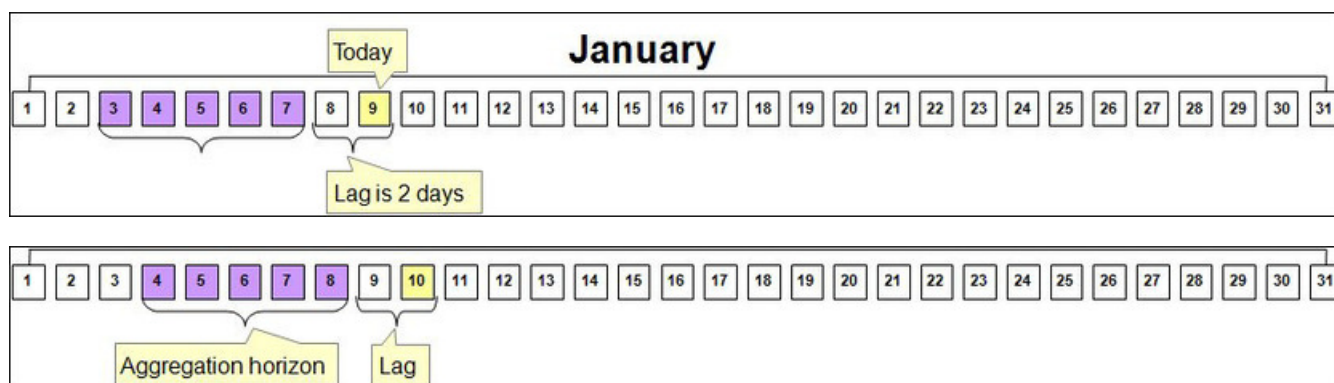 January
Today
1 2 3 4 5 6 7 8 9 10 11 12 13 14 15 16 17 18 19 20 21 22 23 24 25 26 27 28 29 30 31
Lag is 2 days
1 2 3 4 5 6 7 8 9 10 11 12 13 14 15 16 17 18 19 20 21 22 23 24 25 26 27 28 29 30 31
Aggregation horizon
Lag